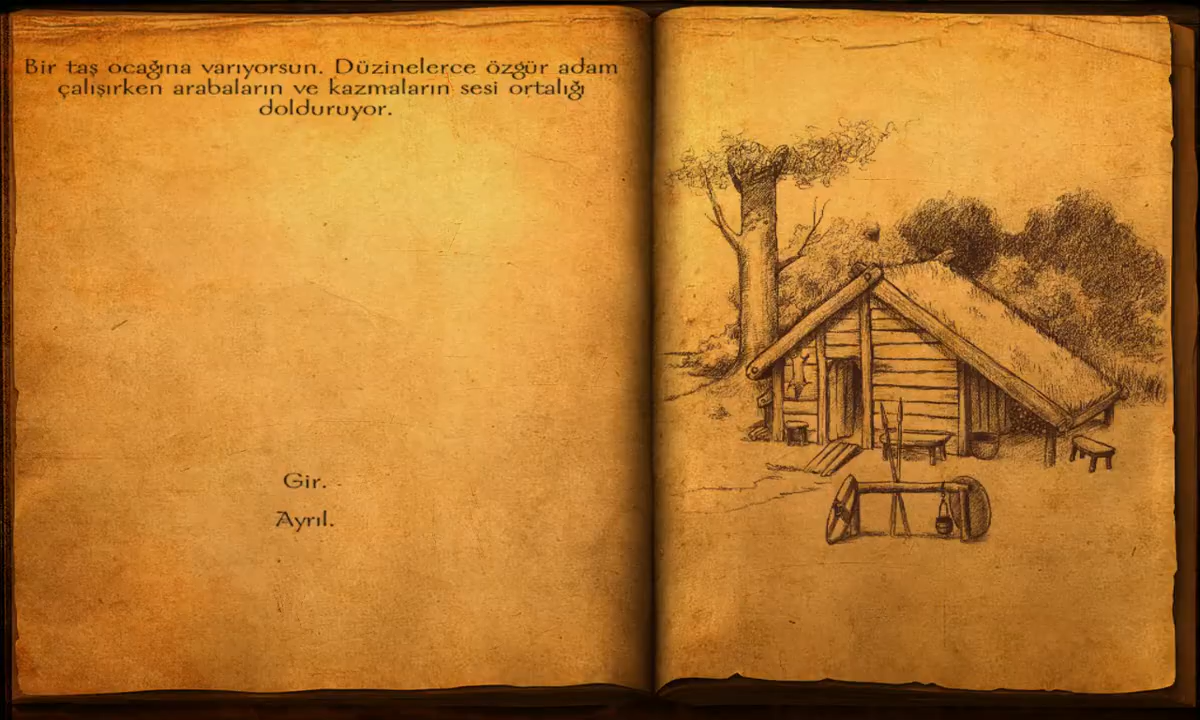 Bir taş ocağına varıyorsun. Düzinelerce özgür adam
çalışırken arabaların ve kazmaların sesi ortalığı
dolduruyor.
Gir.
Ayrıl.